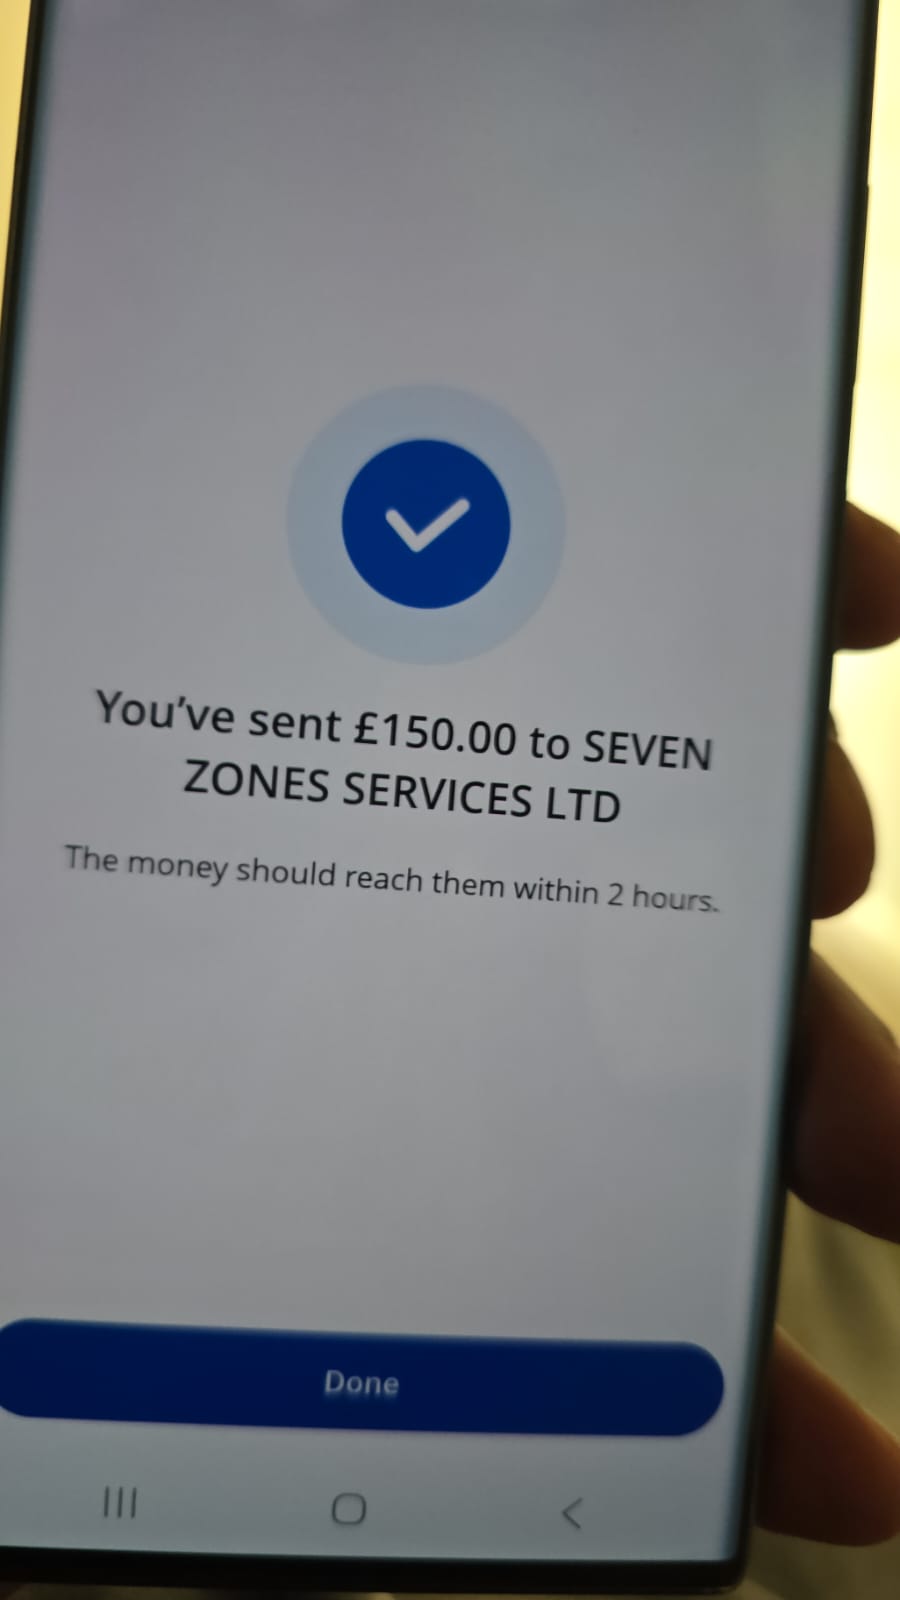 You’ve sent £150.00 to SEVEN
ZONES SERVICES LTD
The money should reach them within 2 hours.
Done